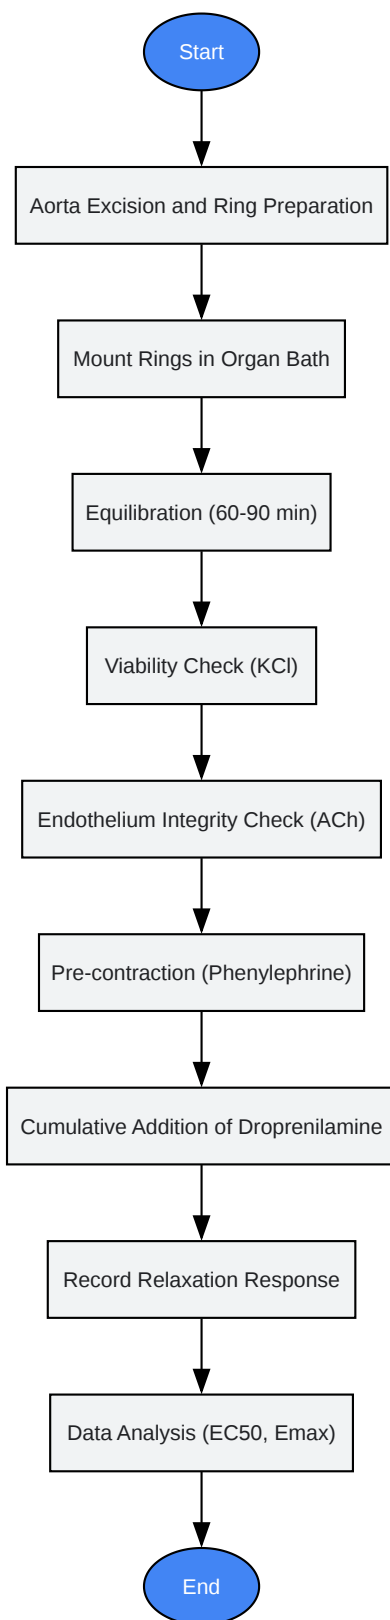 Start
Aorta Excision and Ring Preparation
Mount Rings in Organ Bath
Equilibration (60-90 min)
Viability Check (KCl)
Endothelium Integrity Check (ACh)
Pre-contraction (Phenylephrine)
Cumulative Addition of Droprenilamine
Record Relaxation Response
Data Analysis (EC50, Emax)
End